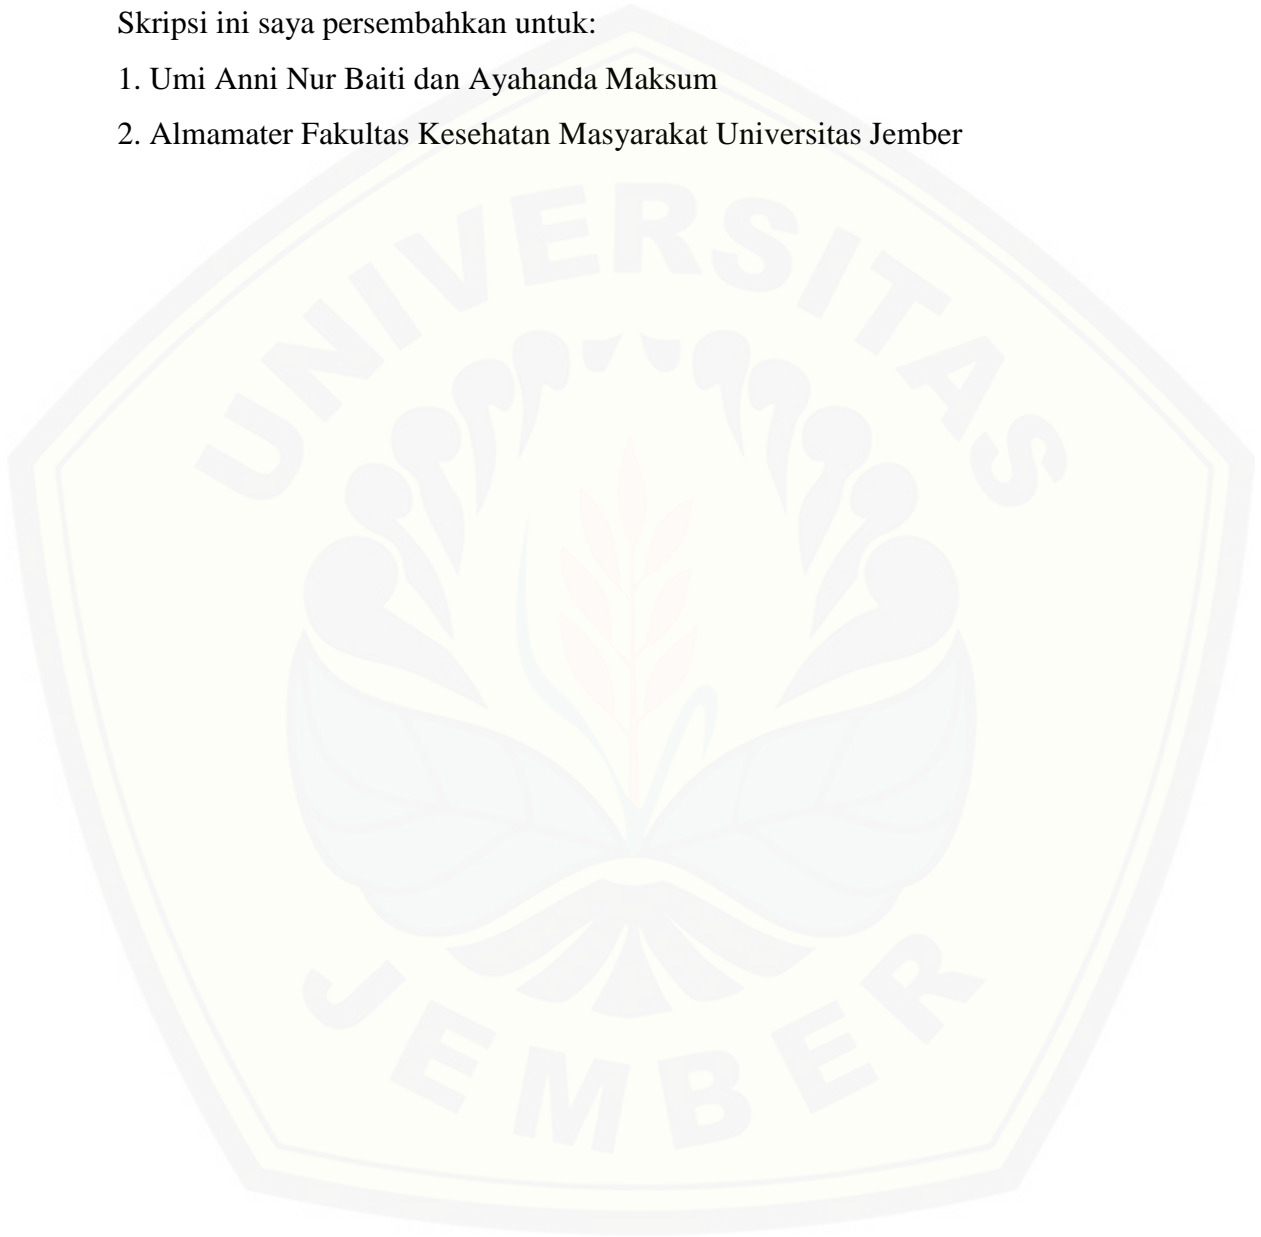 Skripsi ini saya persembahkan untuk:
1. Umi Anni Nur Baiti dan Ayahanda Maksum
2. Almamater Fakultas Kesehatan Masyarakat Universitas Jember
UNIVERSITAS
JEMBER